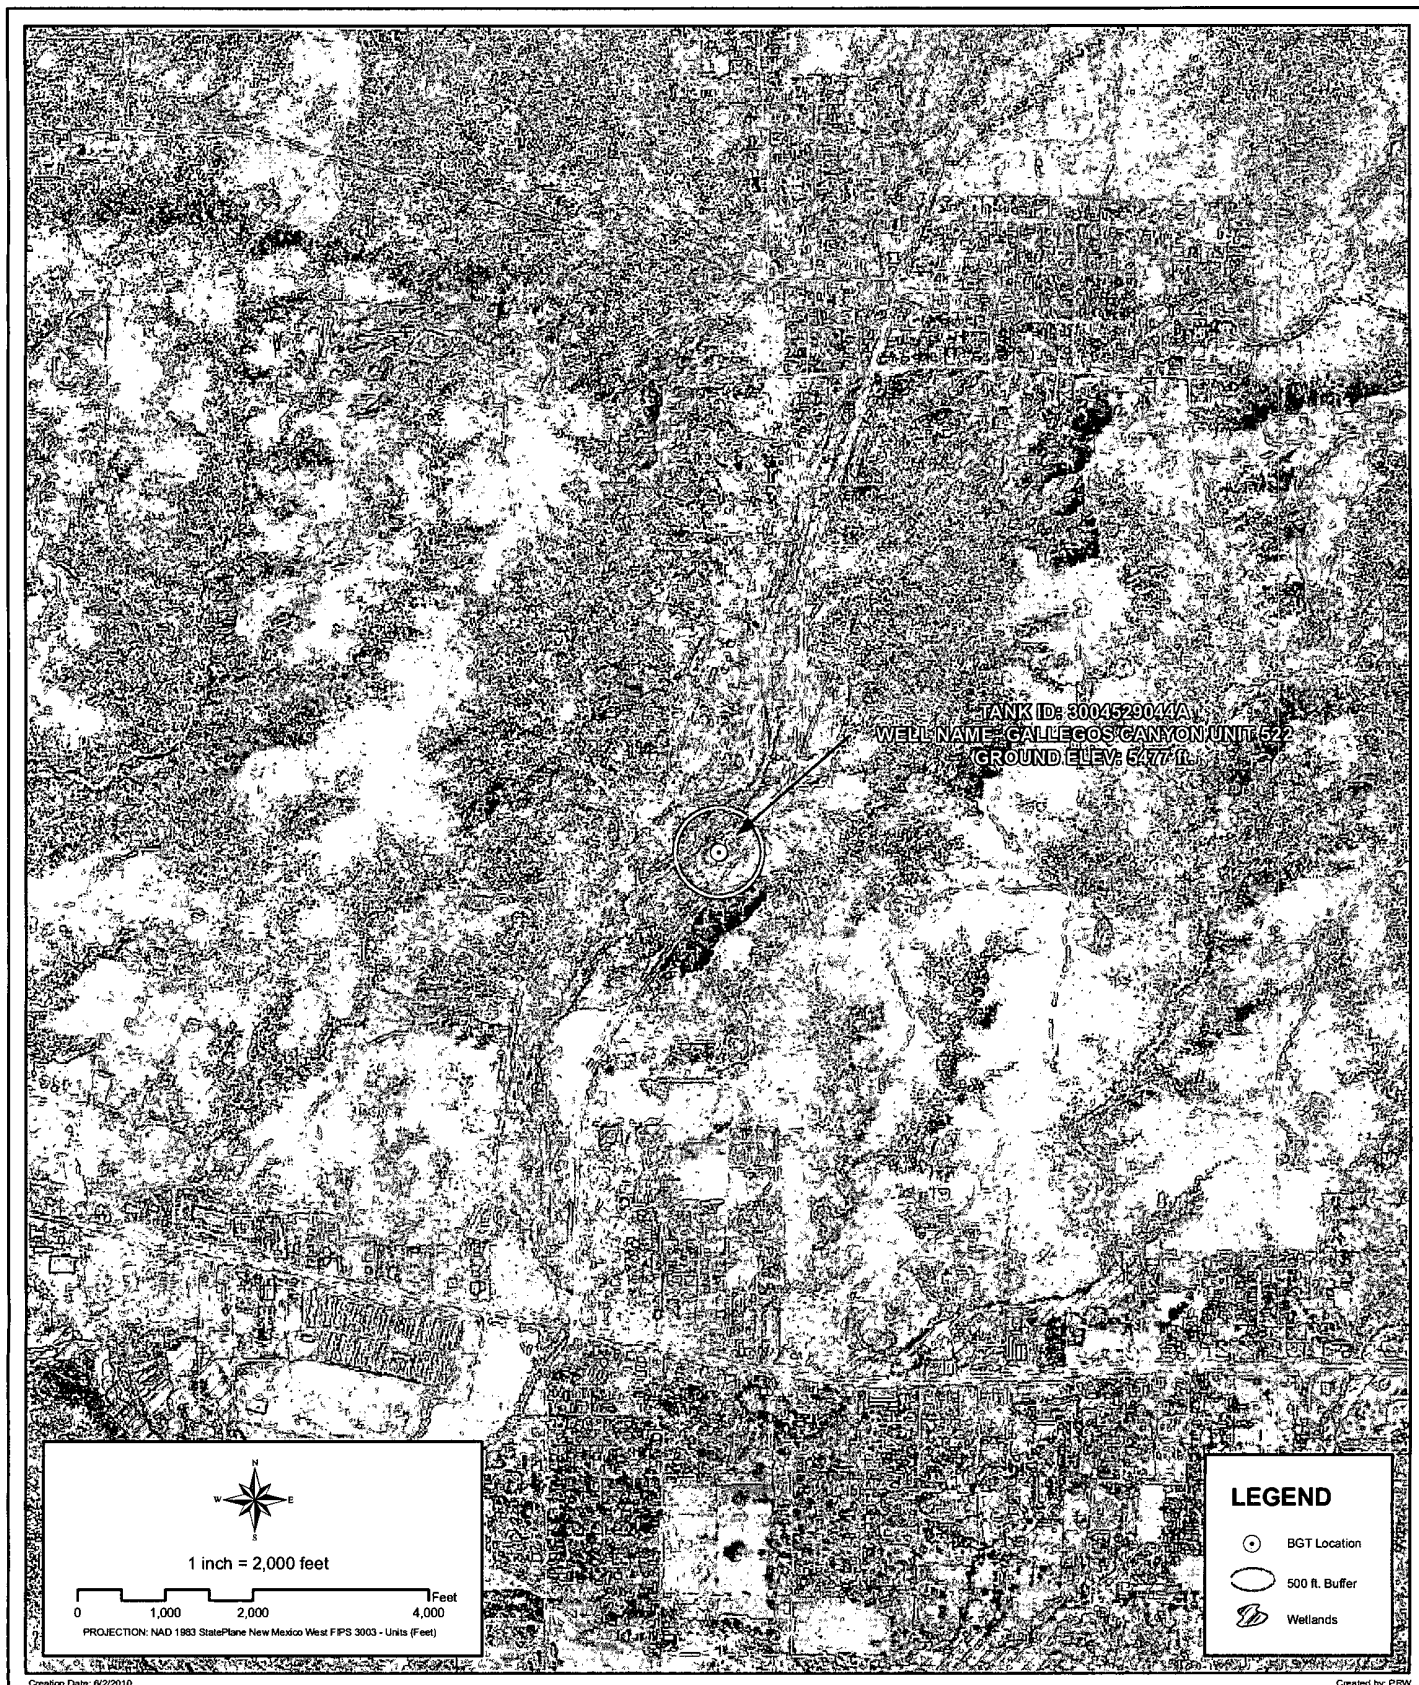 TANK ID: 3004529044A
WELL NAME: GALLEGOS CANYON UNIT 522
GROUND ELEV: 5477 ft.
N
W E
S
1 inch = 2,000 feet
Feet
0 1,000 2,000 4,000
PROJECTION: NAD 1983 StatePlane New Mexico West FIPS 3003 - Units (Feet)
LEGEND
BGT Location
500 ft. Buffer
Wetlands
Creation Date: 6/2/2010
Created by: PRW